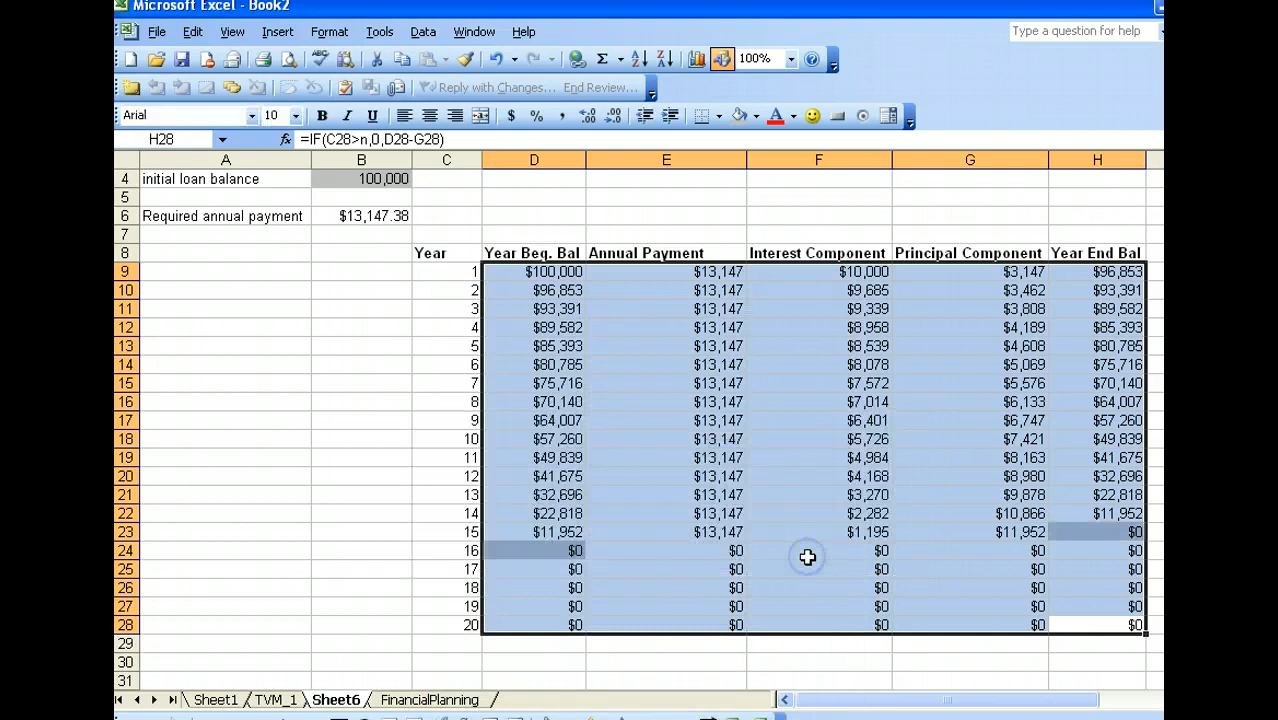 Microsoft Excel - Book2
File Edit View Insert Format Tools Data Window Help Type a question for help
Σ 100%
Reply with Changes... End Review...
Arial 10 B I U $ % , A
H28 fx =IF(C28>n,0,D28-G28)
A B C D E F G H
4 initial loan balance 100,000
5
6 Required annual payment $13,147.38
7
8 Year Year Beg. Bal Annual Payment Interest Component Principal Component Year End Bal
9 1 $100,000 $13,147 $10,000 $3,147 $96,853
10 2 $96,853 $13,147 $9,685 $3,462 $93,391
11 3 $93,391 $13,147 $9,339 $3,808 $89,582
12 4 $89,582 $13,147 $8,958 $4,189 $85,393
13 5 $85,393 $13,147 $8,539 $4,608 $80,785
14 6 $80,785 $13,147 $8,078 $5,069 $75,716
15 7 $75,716 $13,147 $7,572 $5,576 $70,140
16 8 $70,140 $13,147 $7,014 $6,133 $64,007
17 9 $64,007 $13,147 $6,401 $6,747 $57,260
18 10 $57,260 $13,147 $5,726 $7,421 $49,839
19 11 $49,839 $13,147 $4,984 $8,163 $41,675
20 12 $41,675 $13,147 $4,168 $8,980 $32,696
21 13 $32,696 $13,147 $3,270 $9,878 $22,818
22 14 $22,818 $13,147 $2,282 $10,866 $11,952
23 15 $11,952 $13,147 $1,195 $11,952 $0
24 16 $0 $0 $0 $0 $0
25 17 $0 $0 $0 $0 $0
26 18 $0 $0 $0 $0 $0
27 19 $0 $0 $0 $0 $0
28 20 $0 $0 $0 $0 $0
29
30
31
Sheet1 TVM_1 Sheet6 FinancialPlanning